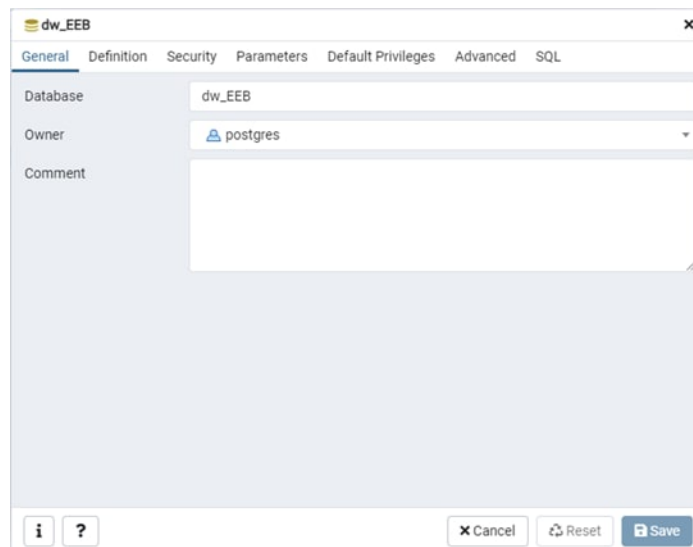 dw_EEB
General Definition Security Parameters Default Privileges Advanced SQL
Database dw_EEB
Owner postgres
Comment
i ? Cancel Reset Save